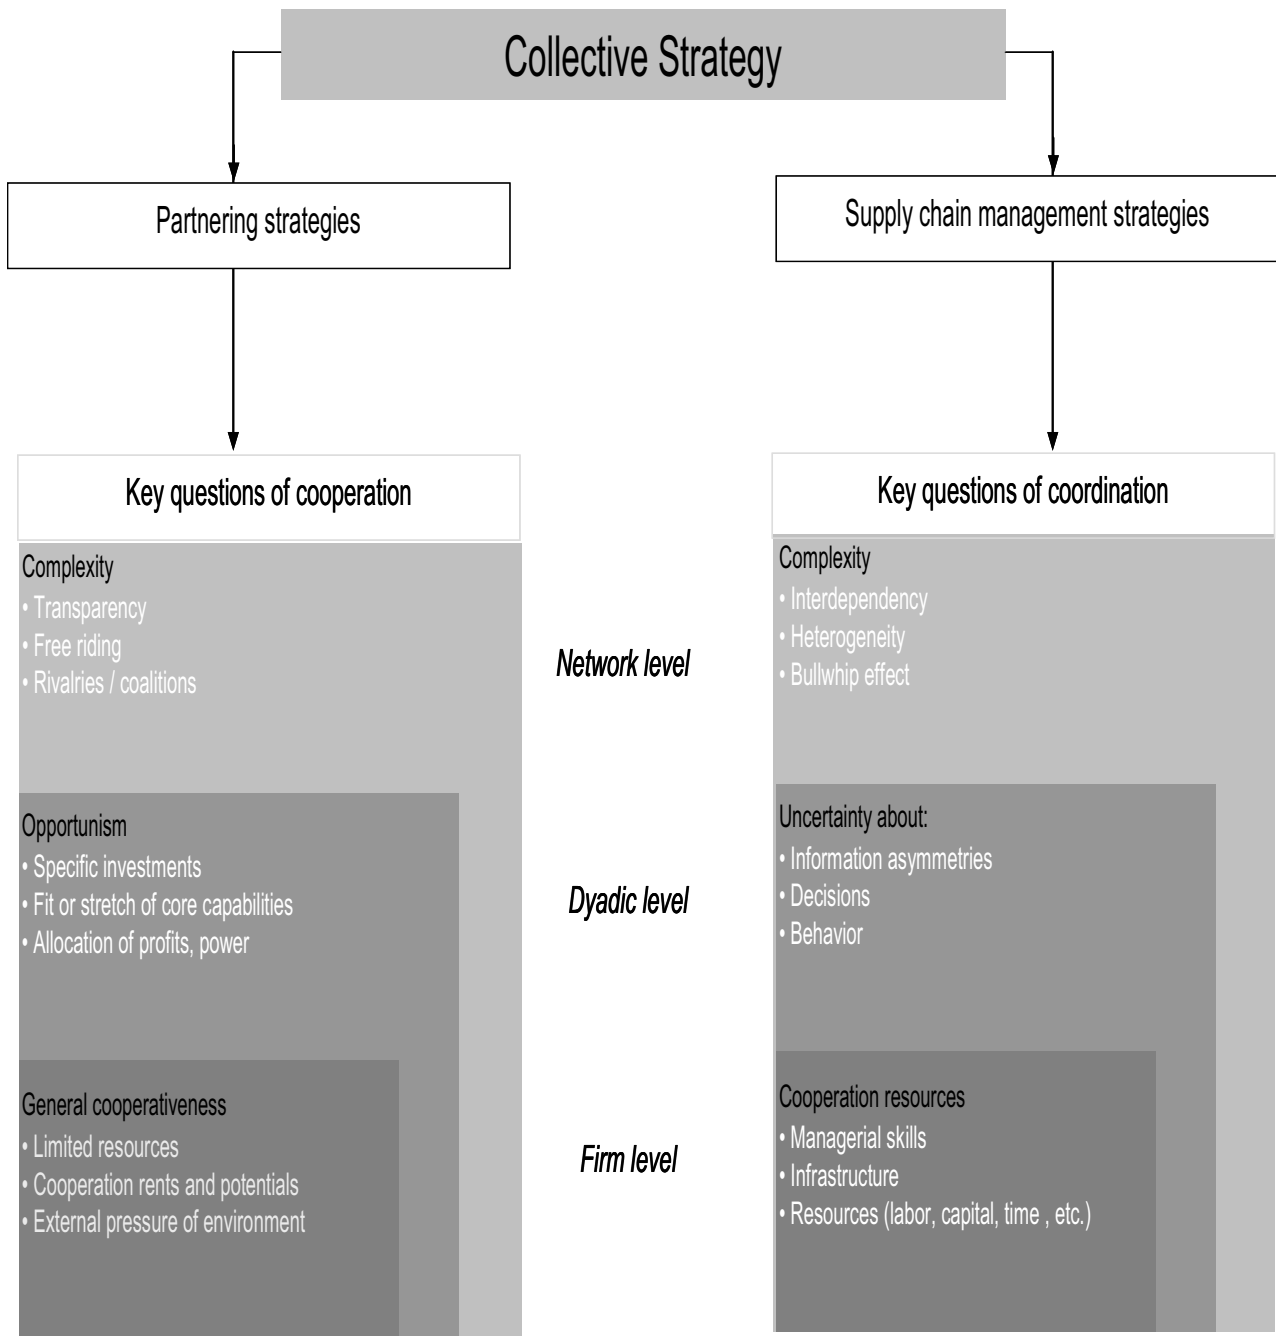 Collective Strategy
Partnering strategies
Supply chain management strategies
Key questions of cooperation
Key questions of coordination
Complexity
• Transparency
• Free riding
• Rivalries / coalitions
Network level
Complexity
• Interdependency
• Heterogeneity
• Bullwhip effect
Opportunism
• Specific investments
• Fit or stretch of core capabilities
• Allocation of profits, power
Dyadic level
Uncertainty about:
• Information asymmetries
• Decisions
• Behavior
General cooperativeness
• Limited resources
• Cooperation rents and potentials
• External pressure of environment
Firm level
Cooperation resources
• Managerial skills
• Infrastructure
• Resources (labor, capital, time , etc.)